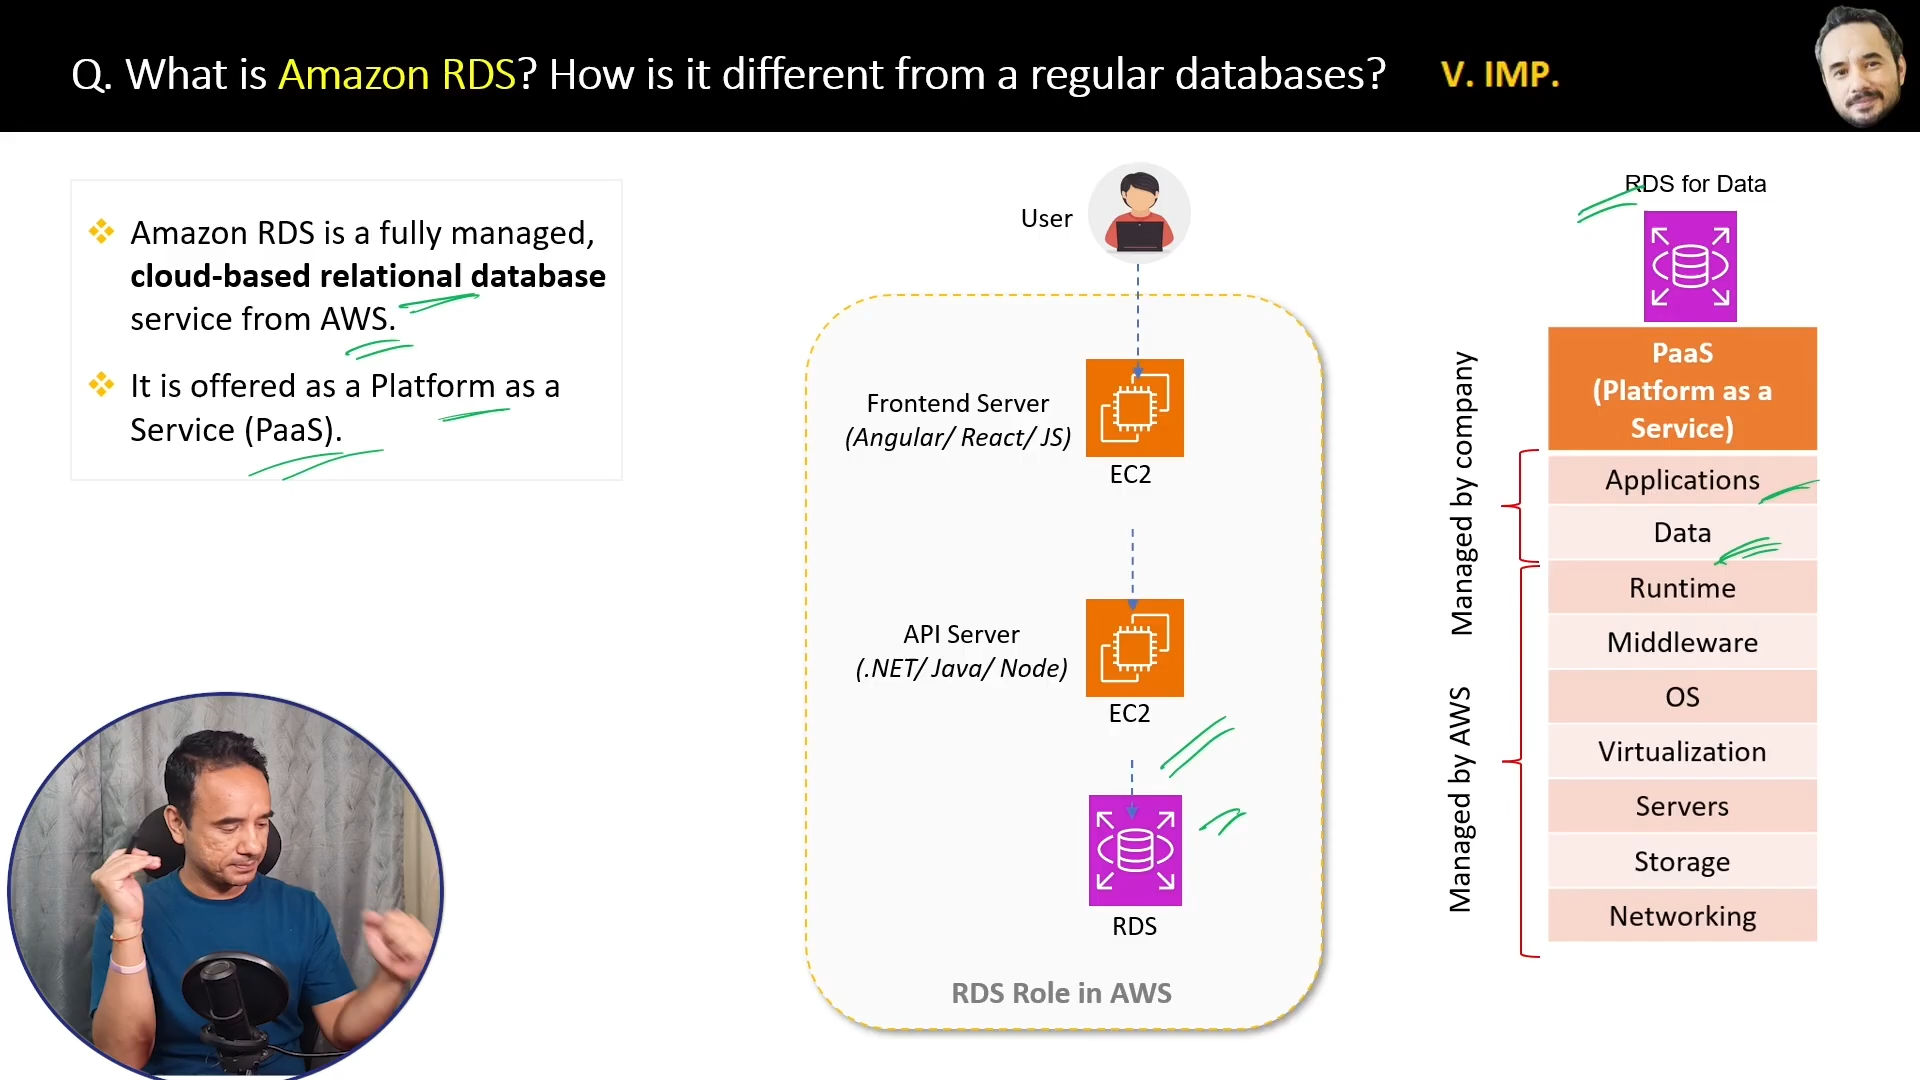 Q. What is Amazon RDS? How is it different from a regular databases?
V. IMP.
Amazon RDS is a fully managed,
cloud-based relational database
service from AWS.
It is offered as a Platform as a
Service (PaaS).
User
Frontend Server
(Angular/ React/ JS)
EC2
API Server
(.NET/ Java/ Node)
EC2
RDS
RDS Role in AWS
RDS for Data
PaaS
(Platform as a
Service)
Managed by company
Applications
Data
Managed by AWS
Runtime
Middleware
OS
Virtualization
Servers
Storage
Networking